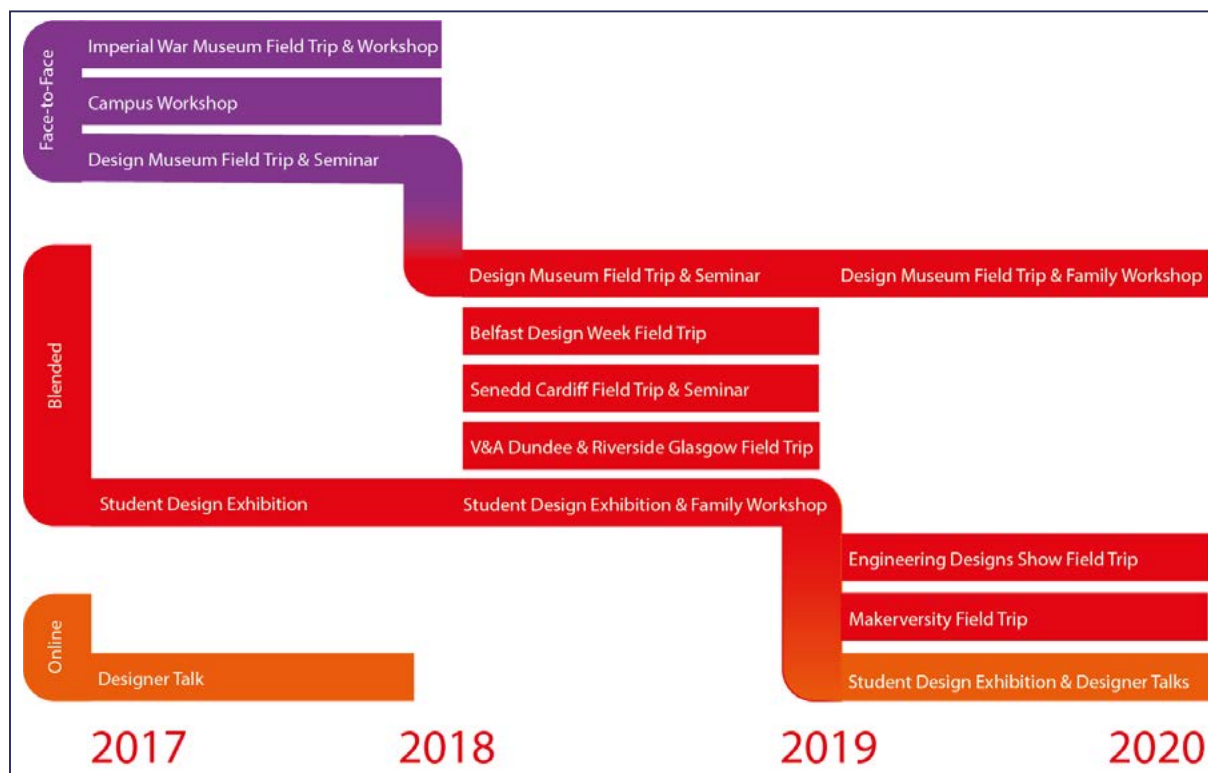 Face-to-Face
Imperial War Museum Field Trip & Workshop
Campus Workshop
Design Museum Field Trip & Seminar
Blended
Design Museum Field Trip & Seminar
Design Museum Field Trip & Family Workshop
Belfast Design Week Field Trip
Senedd Cardiff Field Trip & Seminar
V&A Dundee & Riverside Glasgow Field Trip
Student Design Exhibition
Student Design Exhibition & Family Workshop
Engineering Designs Show Field Trip
Makerversity Field Trip
Online
Designer Talk
Student Design Exhibition & Designer Talks
2017
2018
2019
2020